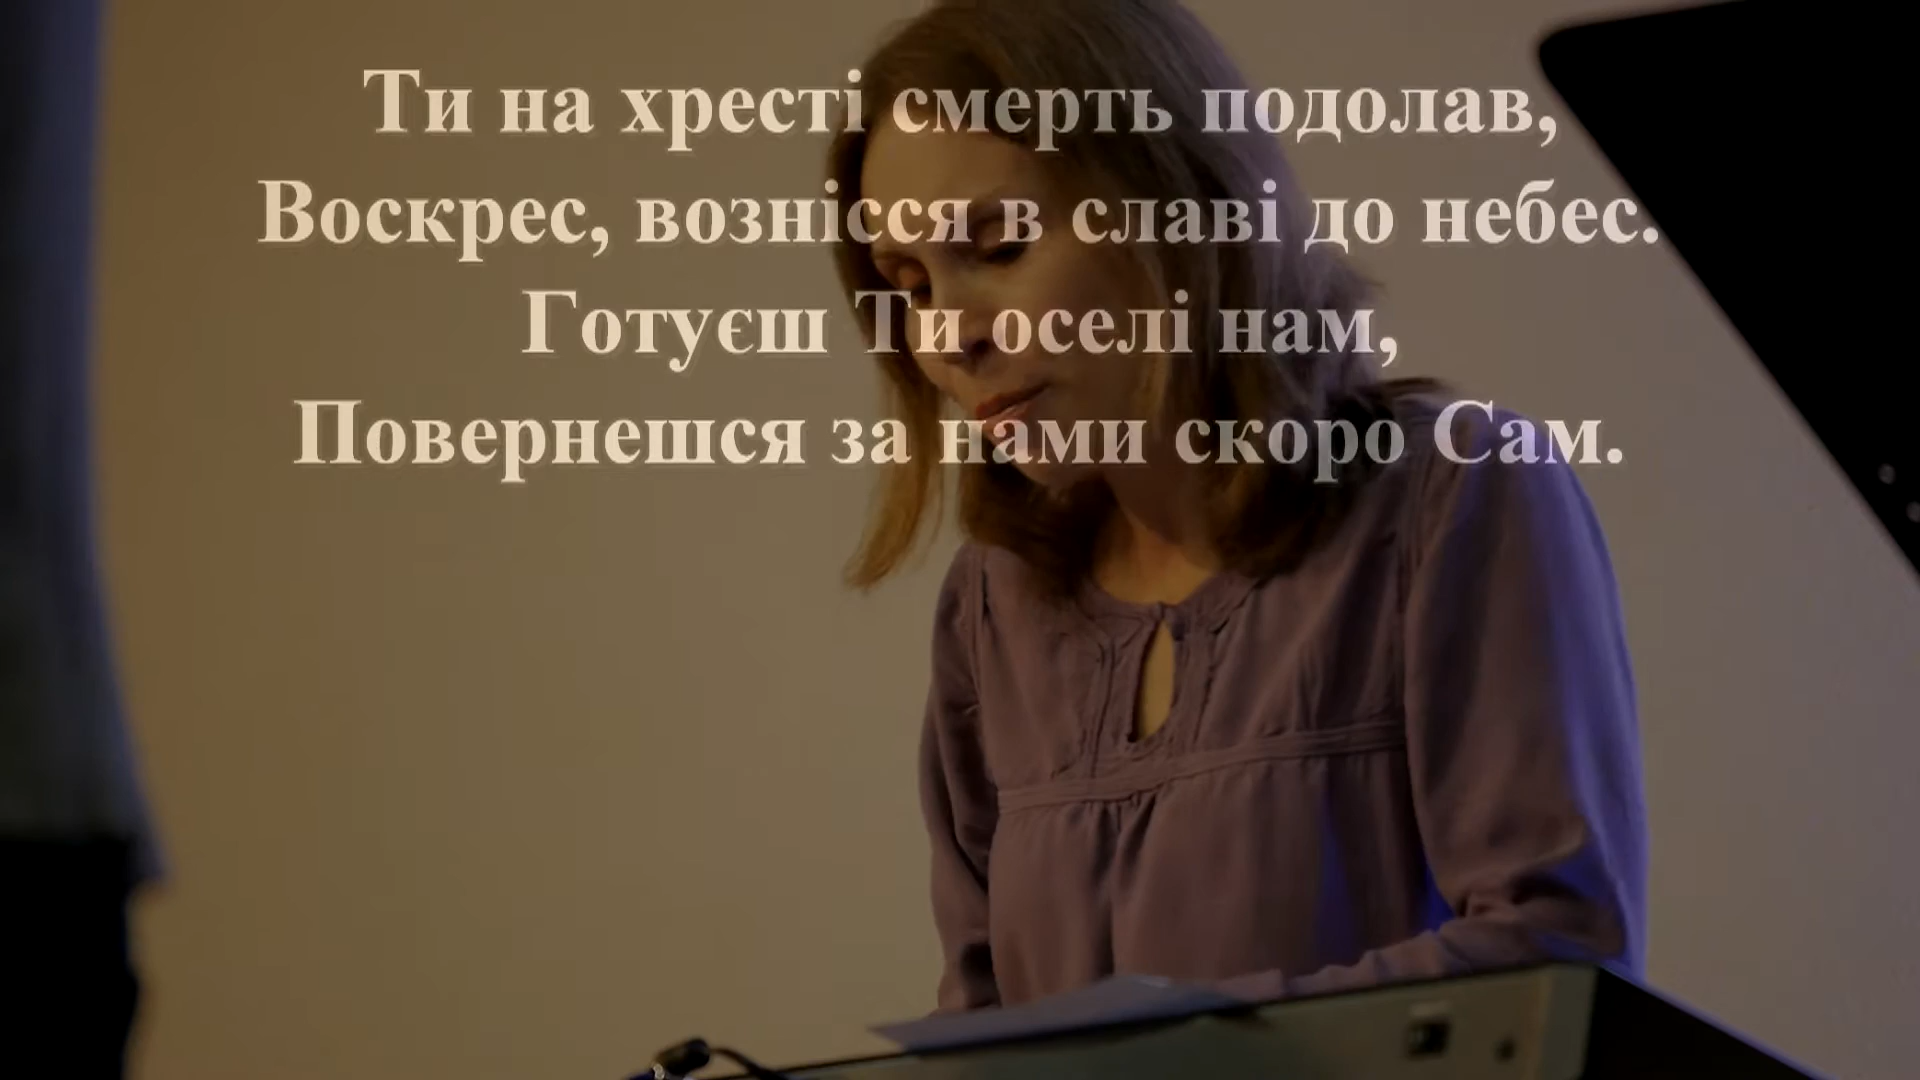 Ти на хресті смерть подолав,
Воскрес, вознісся в славі до небес.
Готуєш Ти оселі нам,
Повернешся за нами скоро Сам.